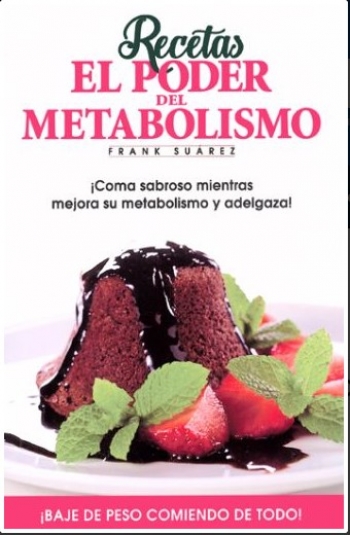 Recetas
EL PODER
DEL
METABOLISMO
FRANK SUÁREZ
¡Coma sabroso mientras
mejora su metabolismo y adelgaza!
¡BAJE DE PESO COMIENDO DE TODO!